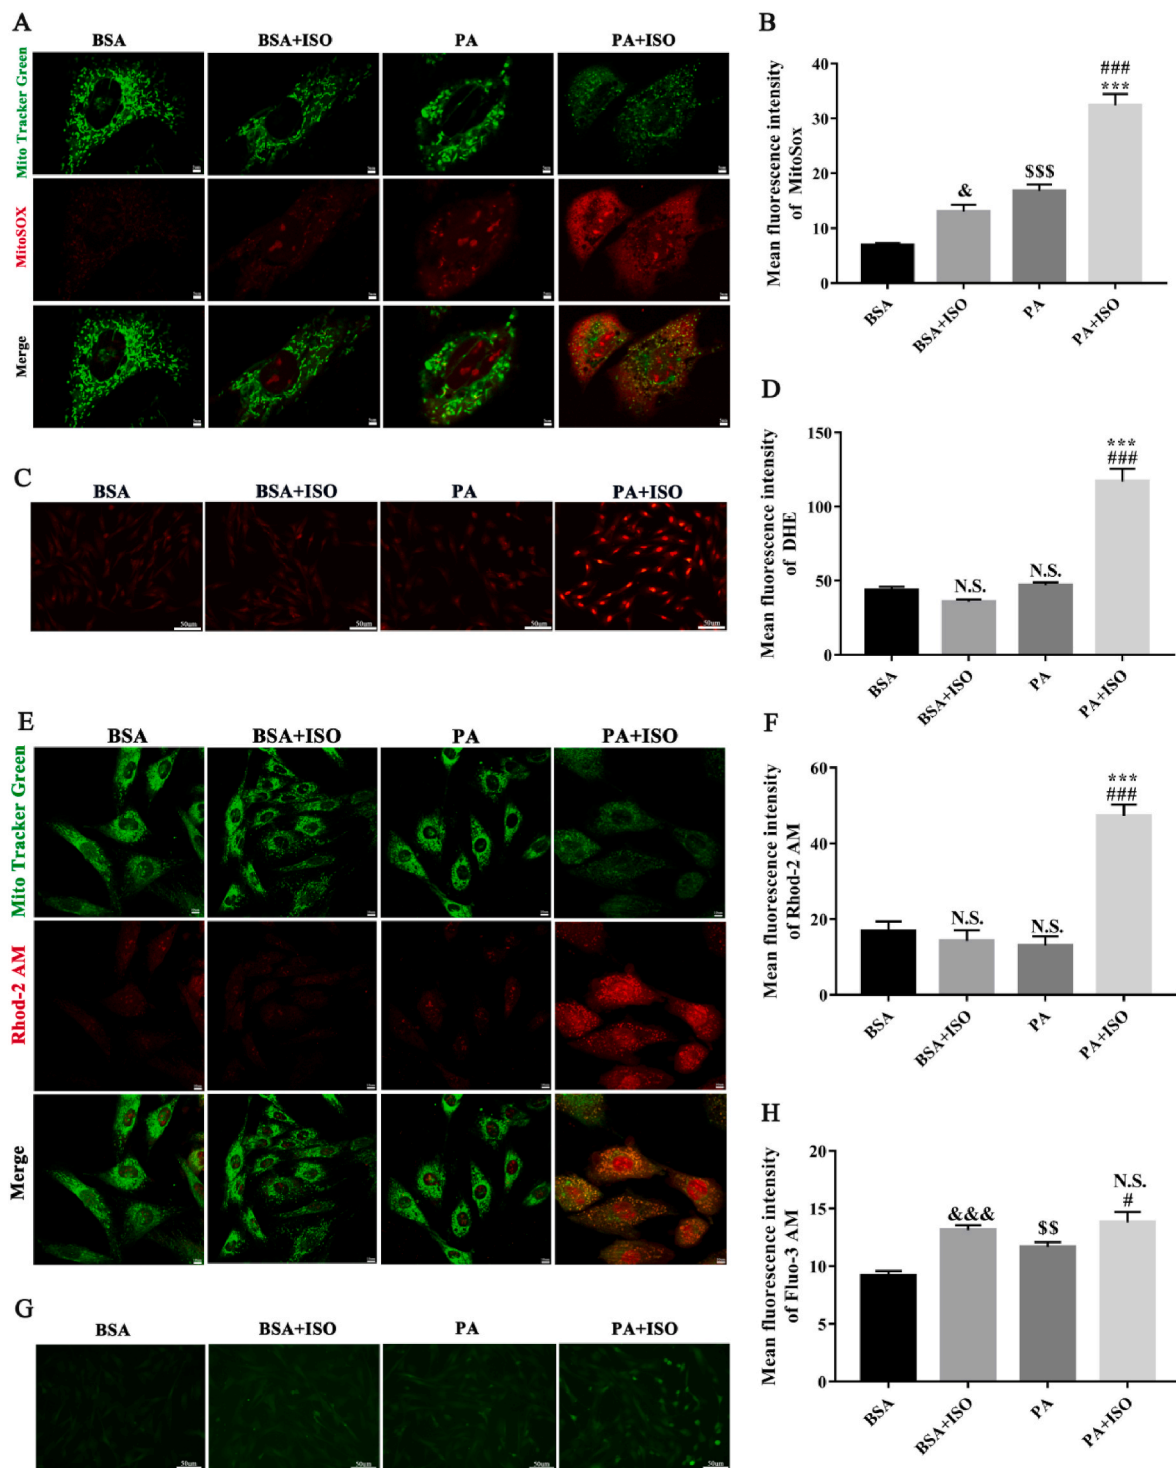 A
BSA
BSA+ISO
PA
PA+ISO
Mito Tracker Green
MitoSOX
Merge
B
Mean fluorescence intensity
of MitoSox
40
30
20
10
0
&
$$$
###
***
BSA
BSA+ISO
PA
PA+ISO
C
BSA
BSA+ISO
PA
PA+ISO
50um
50um
50um
50um
D
Mean fluorescence intensity
of DHE
150
100
50
0
N.S.
N.S.
***
###
BSA
BSA+ISO
PA
PA+ISO
E
BSA
BSA+ISO
PA
PA+ISO
Mito Tracker Green
Rhod-2 AM
Merge
F
Mean fluorescence intensity
of Rhod-2 AM
60
40
20
0
N.S.
N.S.
***
###
BSA
BSA+ISO
PA
PA+ISO
G
BSA
BSA+ISO
PA
PA+ISO
50um
50um
50um
50um
H
Mean fluorescence intensity
of Fluo-3 AM
20
15
10
5
0
&&&
$$
N.S.
#
BSA
BSA+ISO
PA
PA+ISO